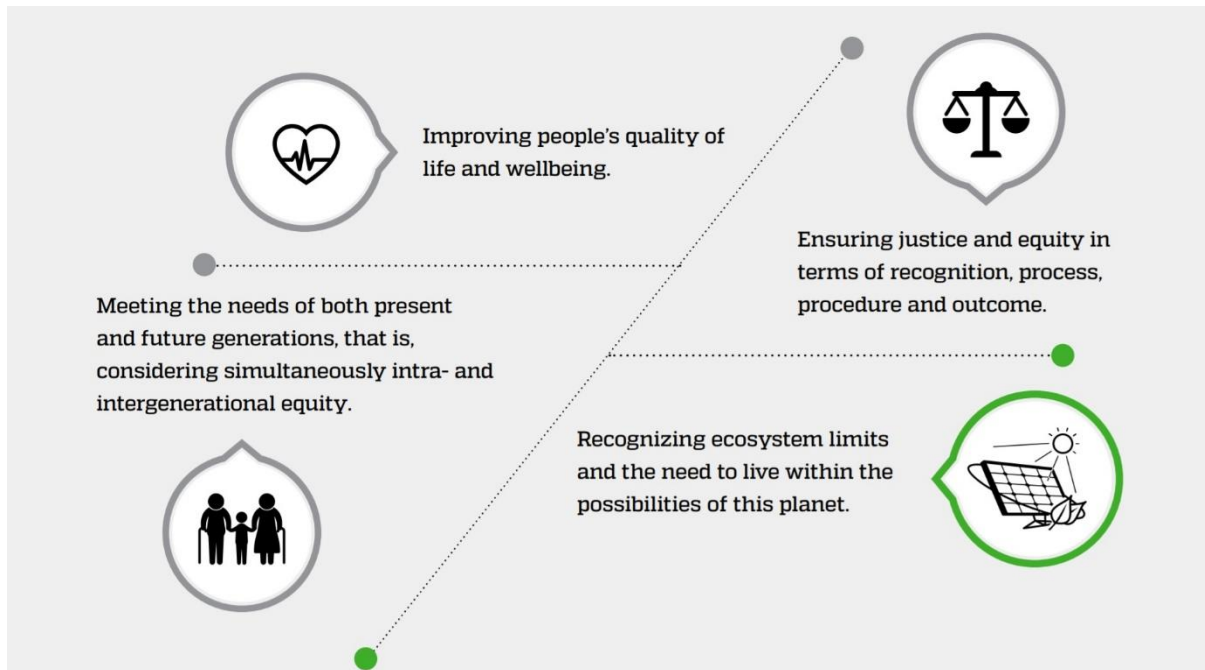 Improving people's quality of
life and wellbeing.
Meeting the needs of both present
and future generations, that is,
considering simultaneously intra- and
intergenerational equity.
Ensuring justice and equity in
terms of recognition, process,
procedure and outcome.
Recognizing ecosystem limits
and the need to live within the
possibilities of this planet.